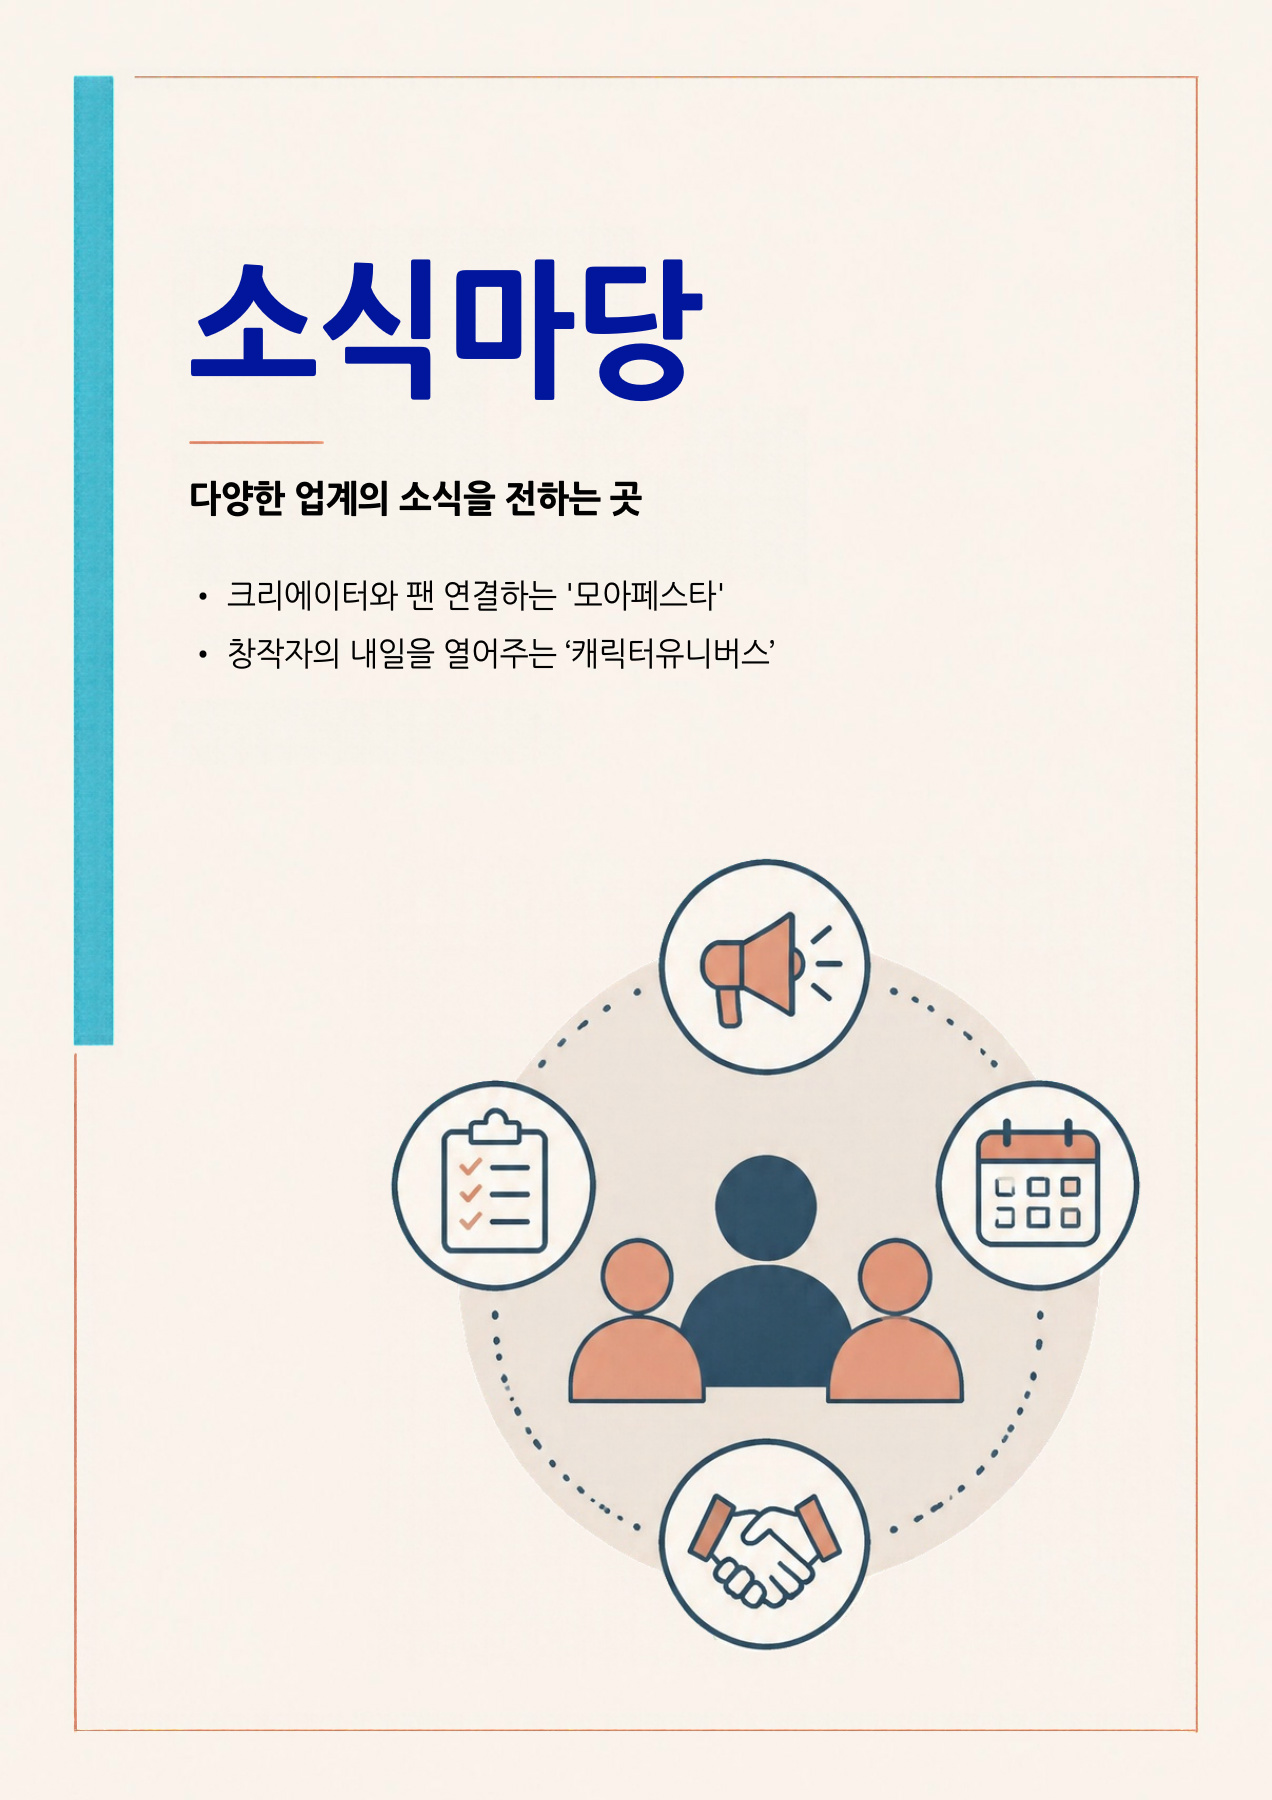 소식마당
다양한 업계의 소식을 전하는 곳
• 크리에이터와 팬 연결하는 '모아페스타'
• 창작자의 내일을 열어주는 ‘캐릭터유니버스’